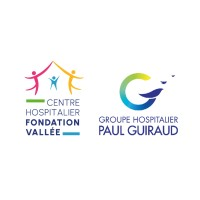 CENTRE
HOSPITALIER
FONDATION
VALLÉE
GROUPE HOSPITALIER
PAUL GUIRAUD